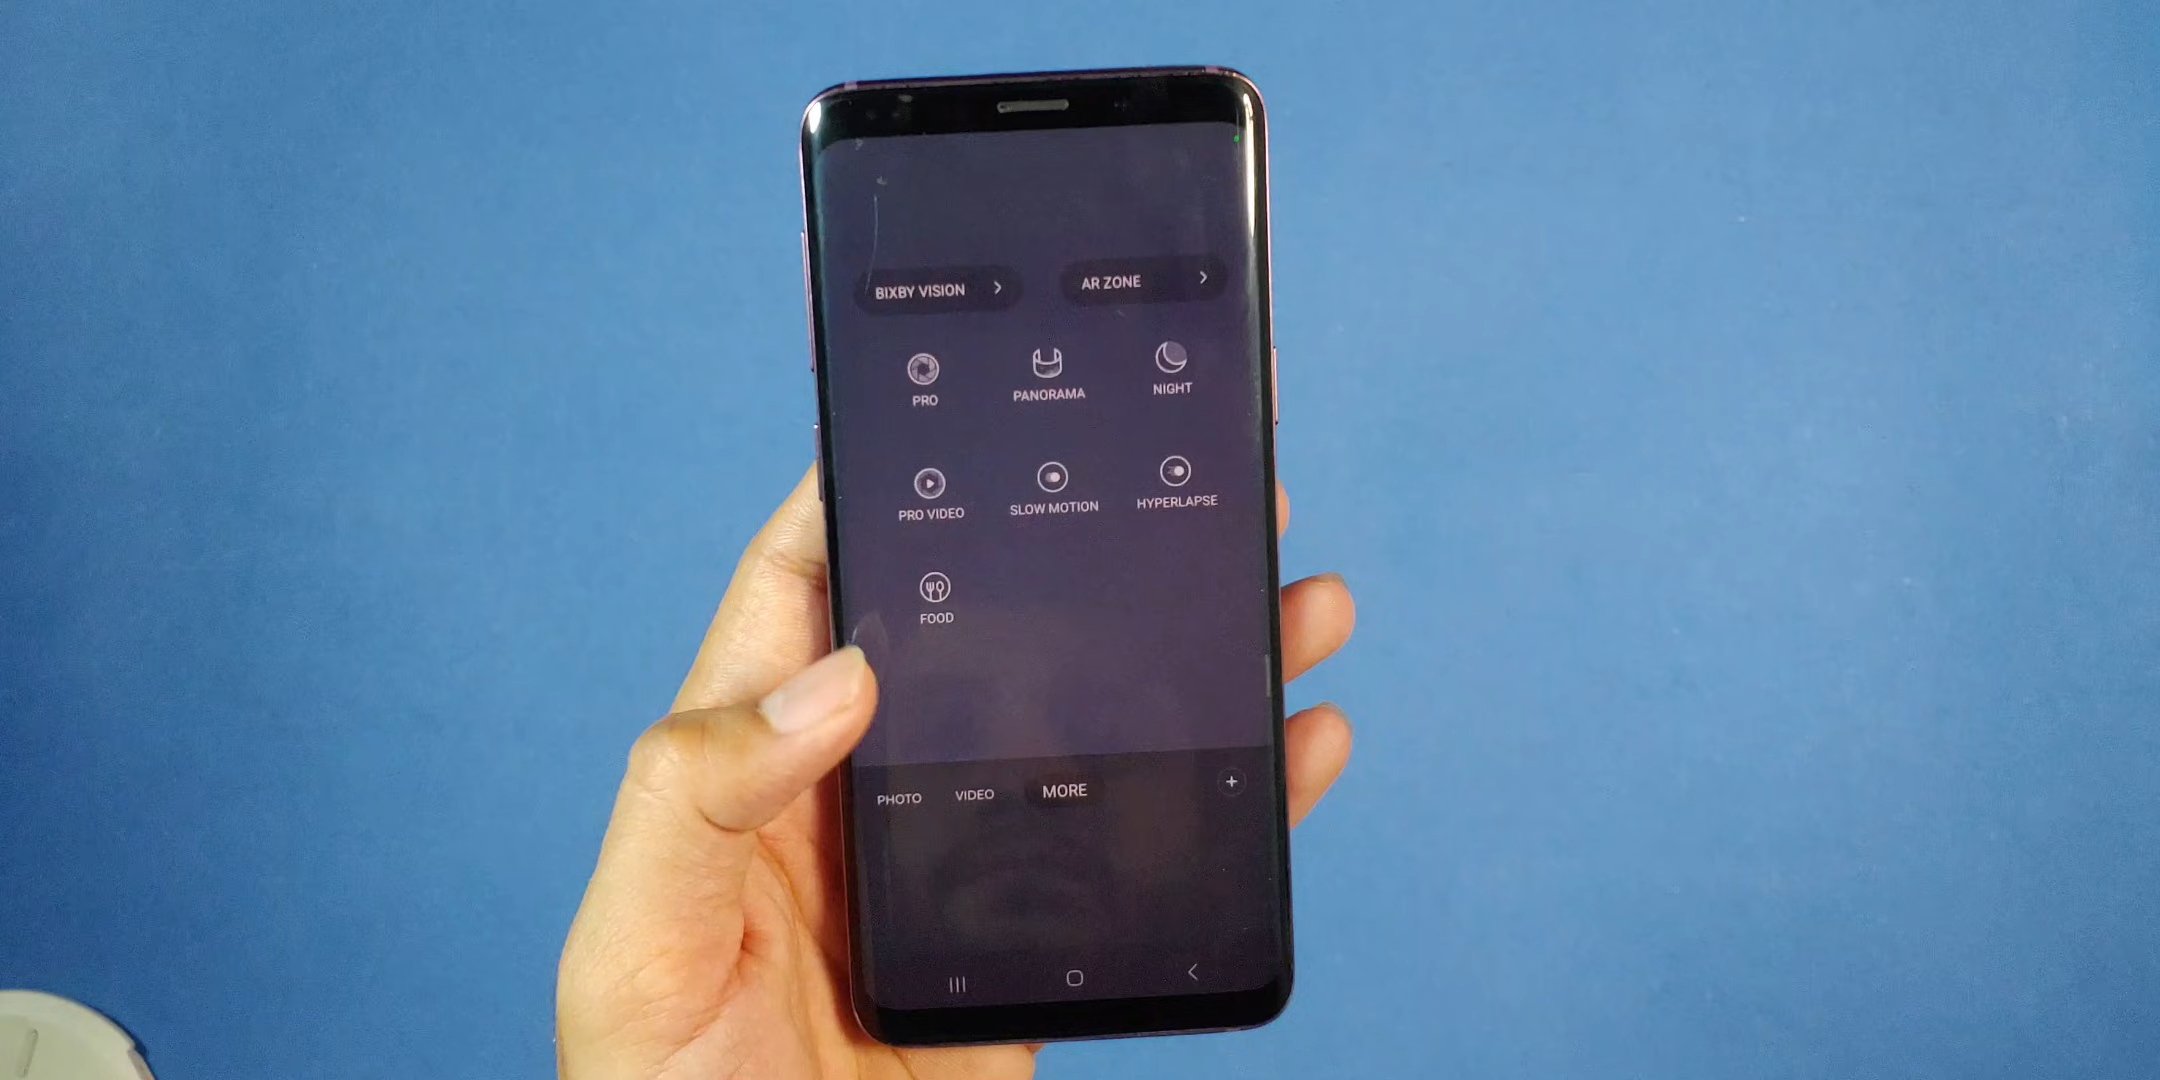 BIXBY VISION
AR ZONE
PRO
PANORAMA
NIGHT
PRO VIDEO
SLOW MOTION
HYPERLAPSE
FOOD
PHOTO
VIDEO
MORE